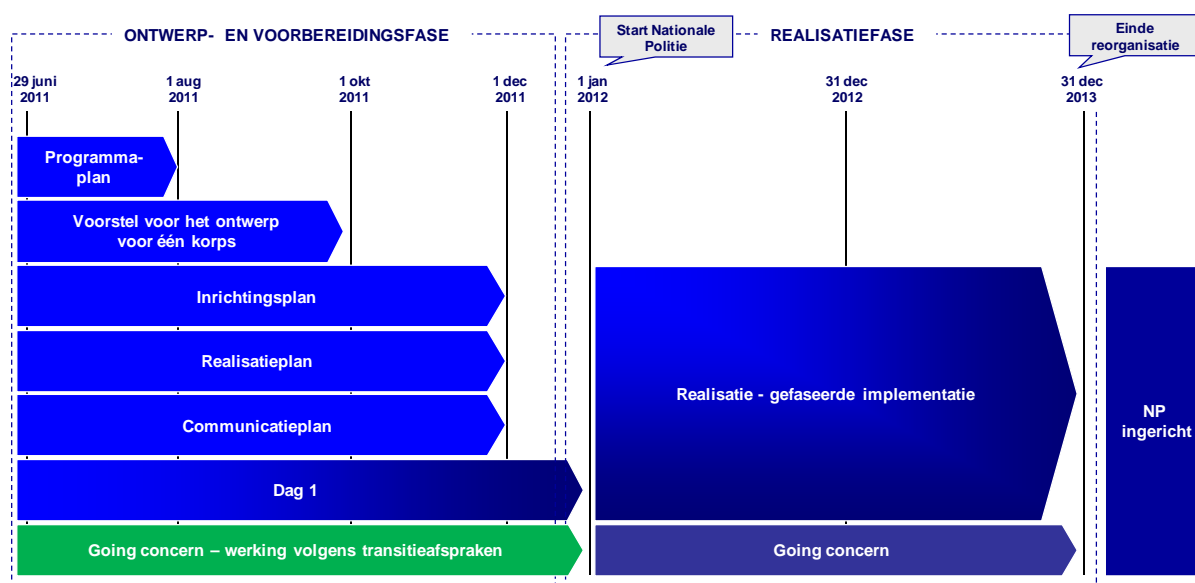 ONTWERP- EN VOORBEREIDINGSFASE
Start Nationale
Politie
REALISATIEFASE
Einde
reorganisatie
29 juni
2011
1 aug
2011
1 okt
2011
1 dec
2011
1 jan
2012
31 dec
2012
31 dec
2013
Programma-
plan
Voorstel voor het ontwerp
voor één korps
Inrichtingsplan
Realisatieplan
Communicatieplan
Dag 1
Going concern – werking volgens transitieafspraken
Realisatie - gefaseerde implementatie
Going concern
NP
ingericht